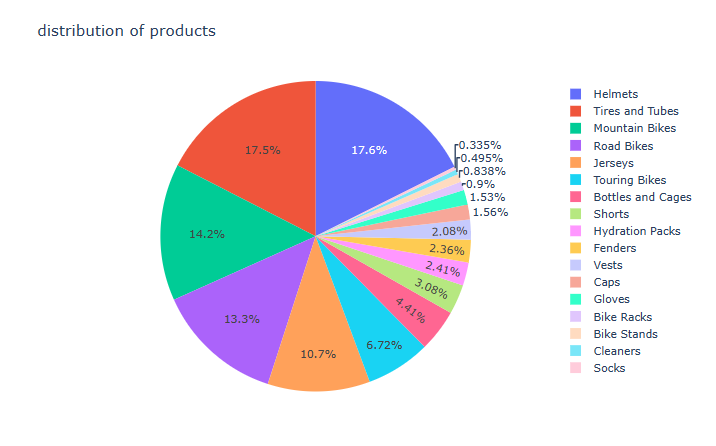 distribution of products
17.6%
17.5%
14.2%
13.3%
10.7%
6.72%
4.41%
3.08%
2.41%
2.36%
2.08%
1.56%
1.53%
0.9%
0.838%
0.495%
0.335%
Helmets
Tires and Tubes
Mountain Bikes
Road Bikes
Jerseys
Touring Bikes
Bottles and Cages
Shorts
Hydration Packs
Fenders
Vests
Caps
Gloves
Bike Racks
Bike Stands
Cleaners
Socks